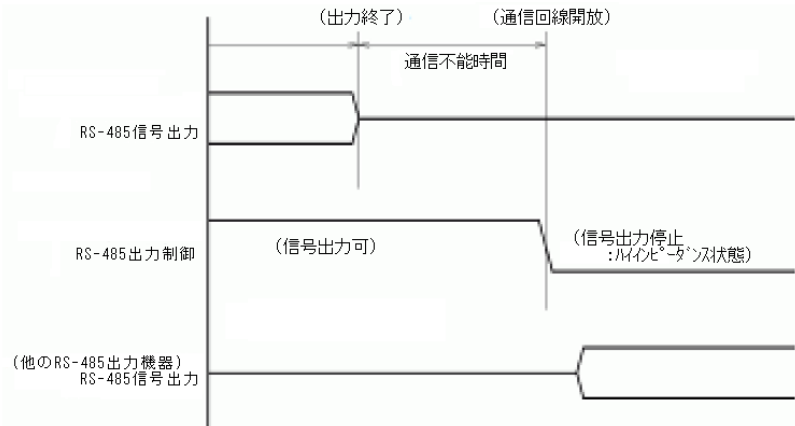 (出力終了)
(通信回線開放)
通信不能時間
RS-485信号出力
RS-485出力制御
(信号出力可)
(信号出力停止
:ﾊｲｲﾝﾋﾟｰﾀﾞﾝｽ状態)
(他のRS-485出力機器)
RS-485信号出力